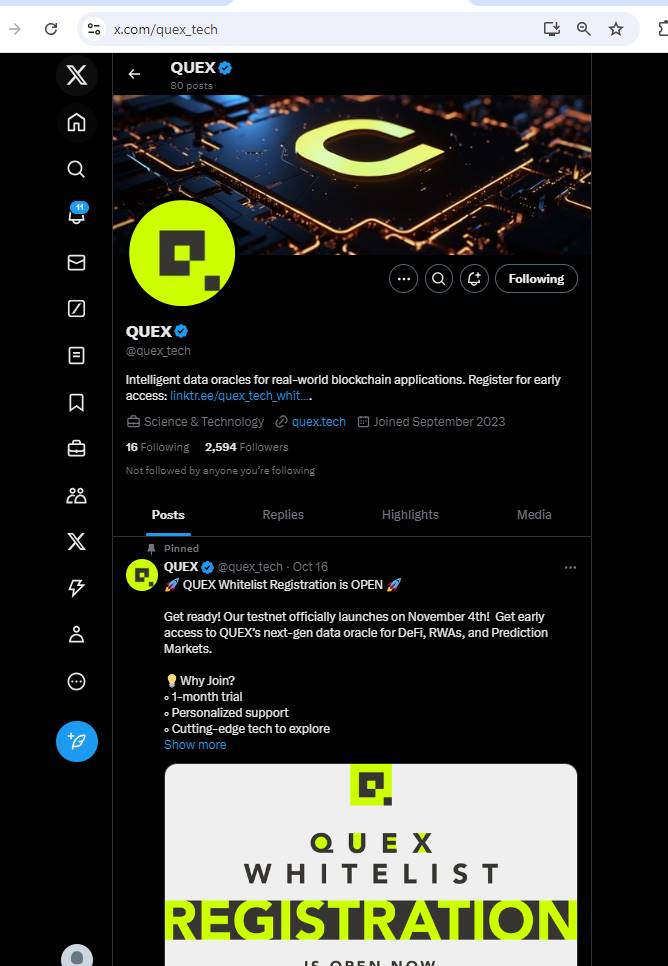 x.com/quex_tech
QUEX
80 posts
11
Following
QUEX
@quex_tech
Intelligent data oracles for real-world blockchain applications. Register for early
access: linktr.ee/quex_tech_whit....
Science & Technology quex.tech Joined September 2023
16 Following 2,594 Followers
Not followed by anyone you're following
Posts Replies Highlights Media
Pinned
QUEX @quex_tech · Oct 16
🚀 QUEX Whitelist Registration is OPEN 🚀
Get ready! Our testnet officially launches on November 4th! Get early
access to QUEX's next-gen data oracle for DeFi, RWAs, and Prediction
Markets.
💡Why Join?
∘ 1-month trial
∘ Personalized support
∘ Cutting-edge tech to explore
Show more
QUEX
WHITELIST
REGISTRATION
IS OPEN NOW